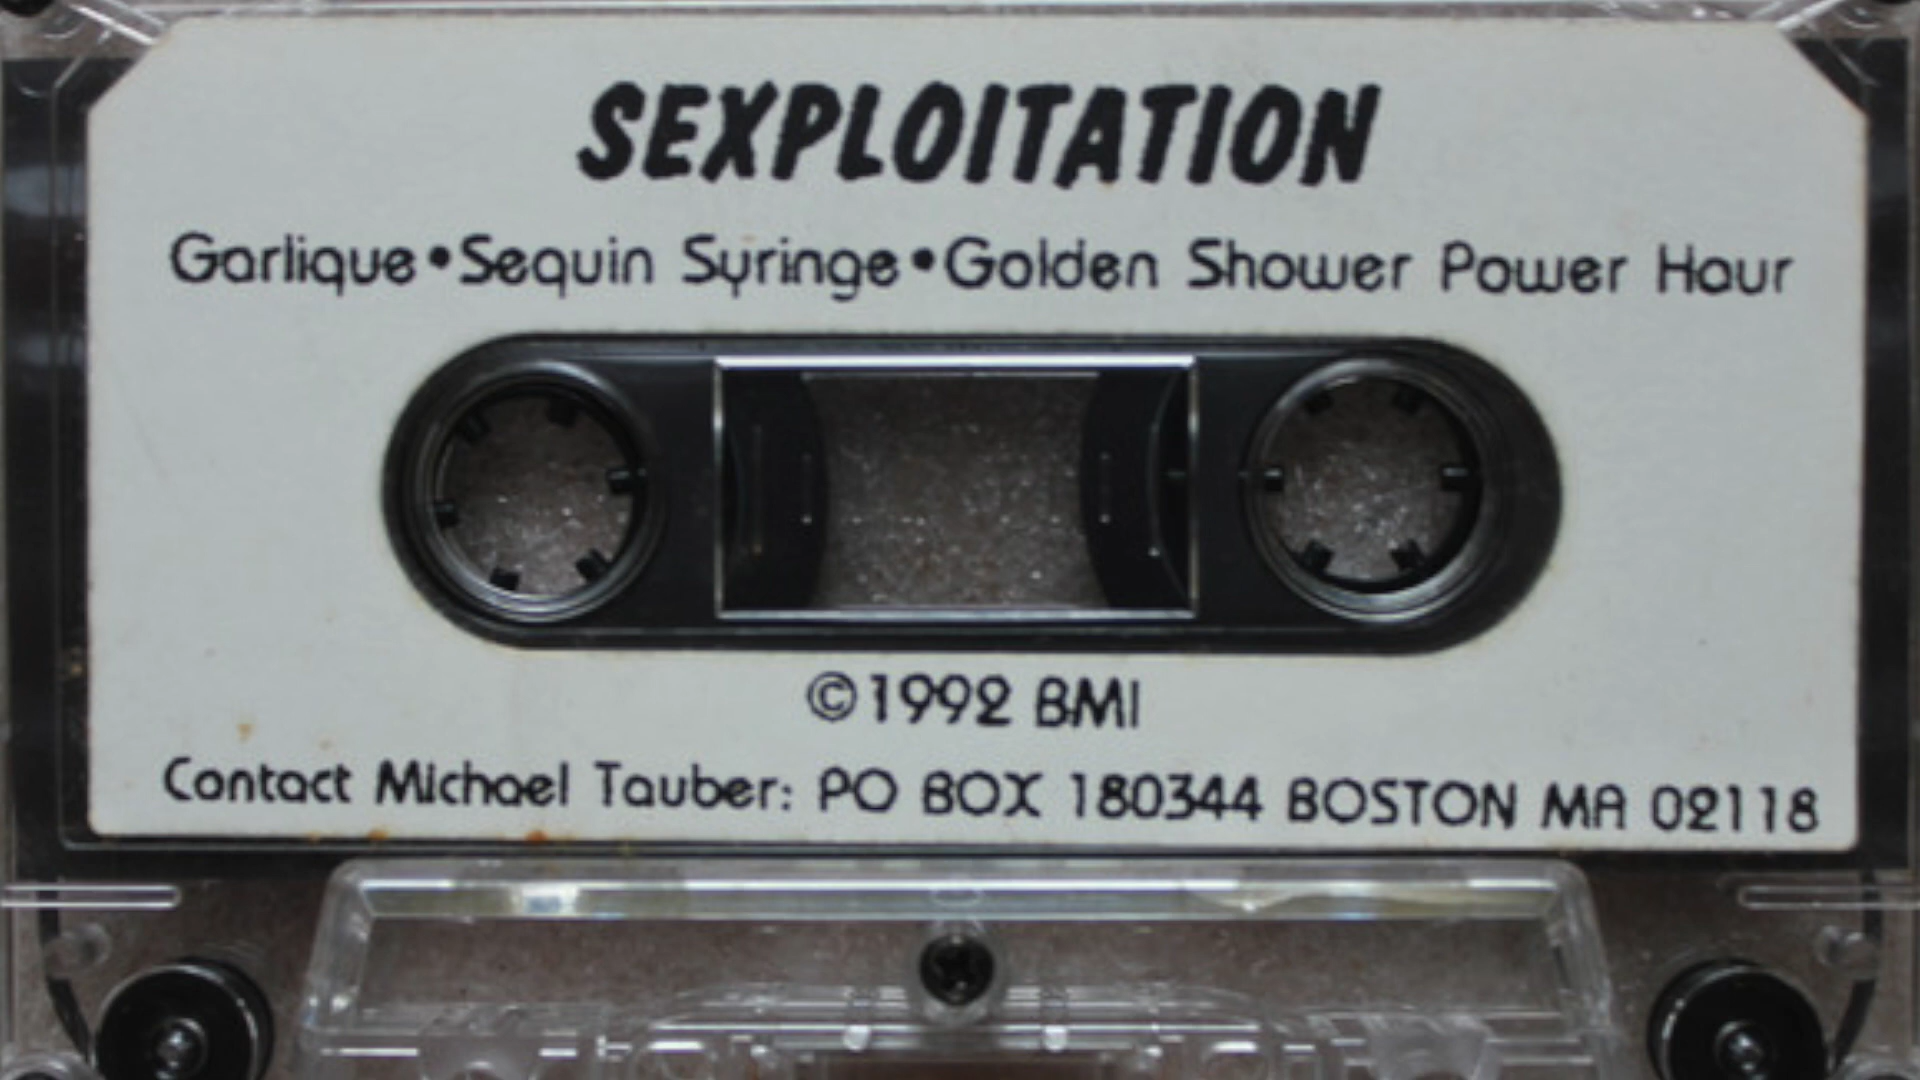 SEXPLOITATION
Garlique•Sequin Syringe•Golden Shower Power Hour
©1992 BMI
Contact Michael Tauber: PO BOX 180344 BOSTON MA 02118